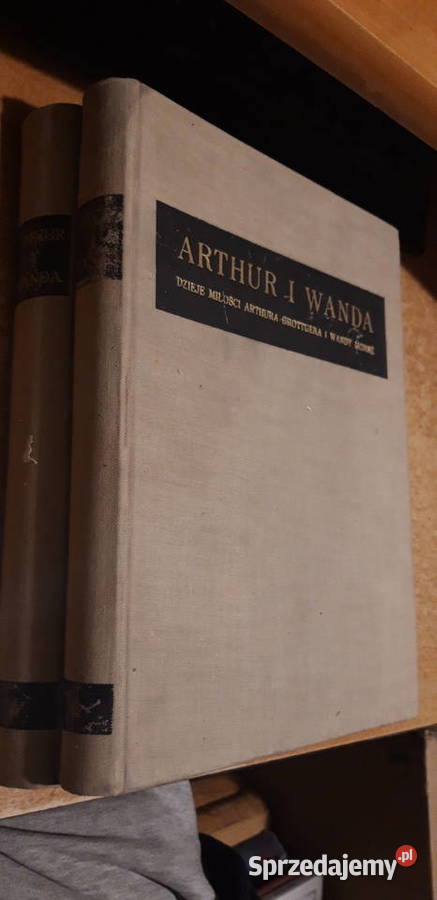 ARTHUR I WANDA
DZIEJE MIŁOŚCI ARTHURA GROTTGERA I WANDY MONNÉ
WANDA
Sprzedajemy.pl